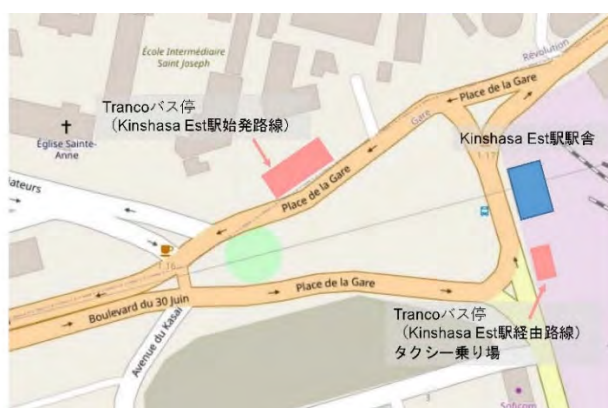 École Intermédiaire
Saint Joseph
Révolution
Place de la Gare
Trancoバス停
（Kinshasa Est駅始発路線）
Gare
Kinshasa Est駅駅舎
Église Sainte-
Anne
1:17
Place de la Gare
iateurs
1:16
Place de la Gare
Boulevard du 30 Juin
Avenue du Kasaï
Trancoバス停
（Kinshasa Est駅経由路線）
タクシー乗り場
Soficom